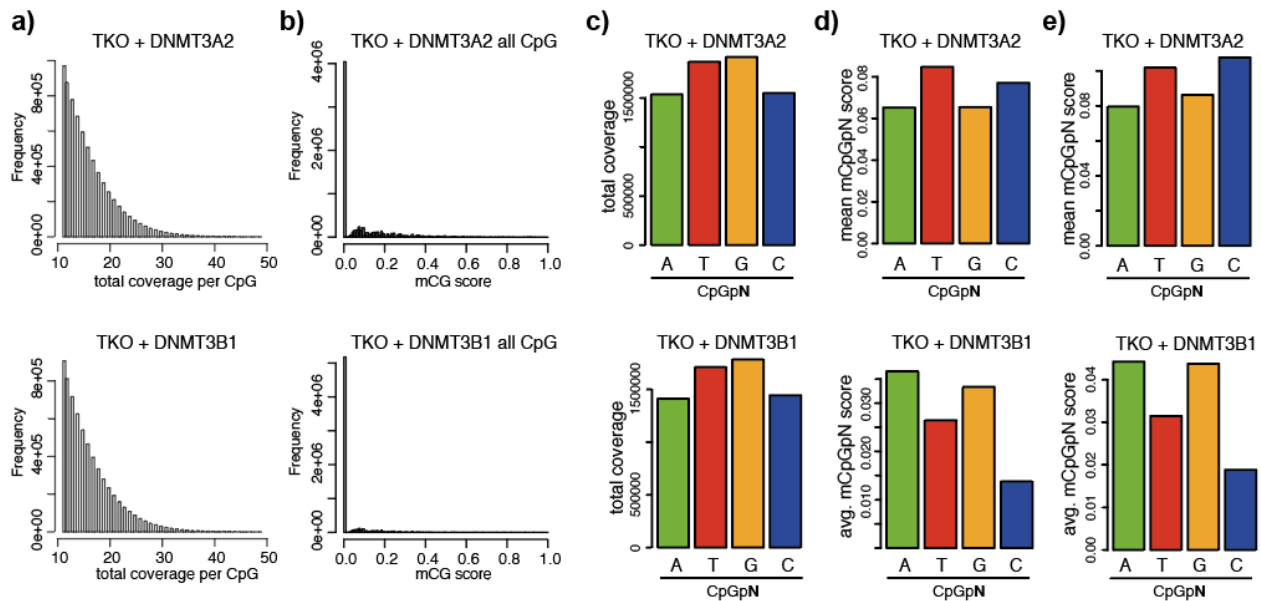 a)
TKO + DNMT3A2
Frequency
0e+00 4e+05 8e+05
10 20 30 40 50
total coverage per CpG
b)
TKO + DNMT3A2 all CpG
Frequency
0e+00 2e+06 4e+06
0.0 0.2 0.4 0.6 0.8 1.0
mCG score
c)
TKO + DNMT3A2
total coverage
0 500000 1500000
A T G C
CpGpN
d)
TKO + DNMT3A2
mean mCpGpN score
0.00 0.02 0.04 0.06 0.08
A T G C
CpGpN
e)
TKO + DNMT3A2
mean mCpGpN score
0.00 0.04 0.08
A T G C
CpGpN
TKO + DNMT3B1
Frequency
0e+00 4e+05 8e+05
10 20 30 40 50
total coverage per CpG
TKO + DNMT3B1 all CpG
Frequency
0e+00 2e+06 4e+06
0.0 0.2 0.4 0.6 0.8 1.0
mCG score
TKO + DNMT3B1
total coverage
0 500000 1500000
A T G C
CpGpN
TKO + DNMT3B1
avg. mCpGpN score
0.010 0.020 0.030
A T G C
CpGpN
TKO + DNMT3B1
avg. mCpGpN score
0.00 0.01 0.02 0.03 0.04
A T G C
CpGpN